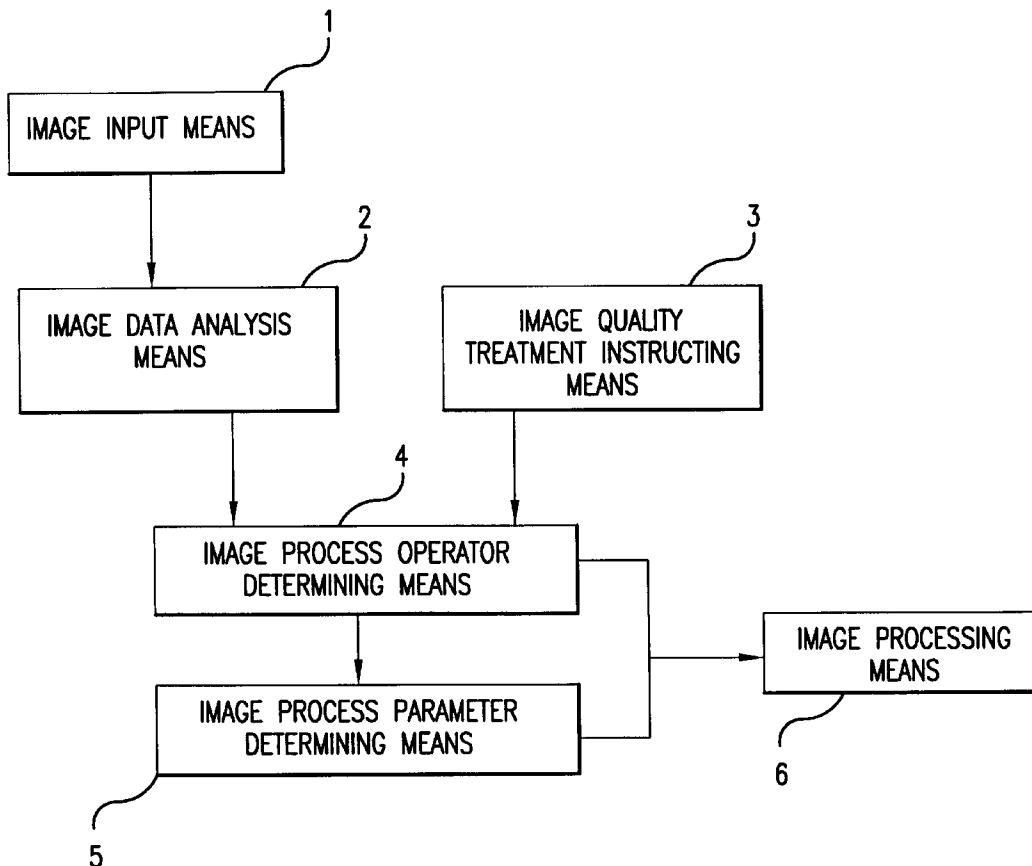 1
IMAGE INPUT MEANS
2
3
IMAGE DATA ANALYSIS
MEANS
IMAGE QUALITY
TREATMENT INSTRUCTING
MEANS
4
IMAGE PROCESS OPERATOR
DETERMINING MEANS
IMAGE PROCESSING
MEANS
IMAGE PROCESS PARAMETER
DETERMINING MEANS
6
5